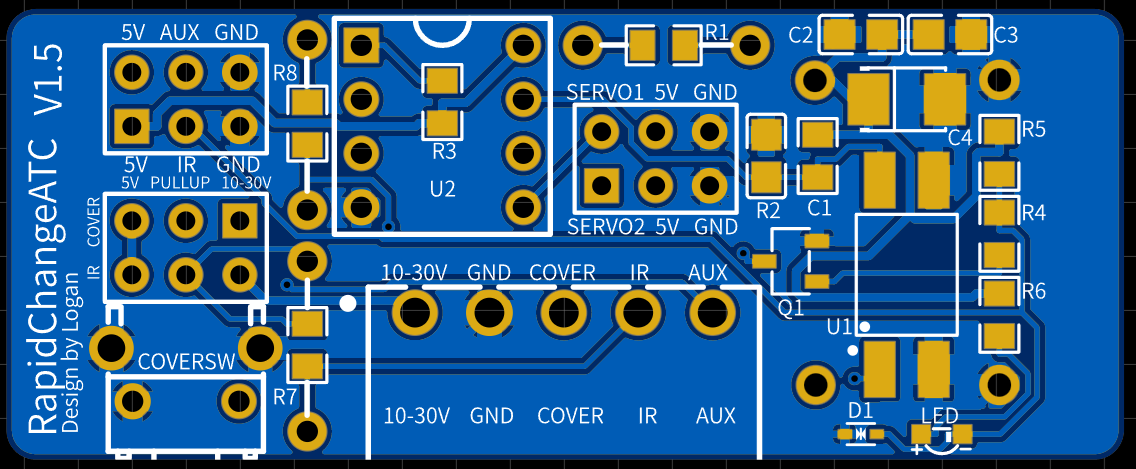 RapidChangeATC V1.5
Design by Logan
5V AUX GND
5V IR GND
5V PULLUP 10-30V
COVER
IR
COVERSW
R8
R7
R3
U2
R1
SERVO1 5V GND
SERVO2 5V GND
R2
C1
C2
C3
C4
R5
R4
R6
Q1
U1
10-30V GND COVER IR AUX
10-30V GND COVER IR AUX
D1
LED
+ −